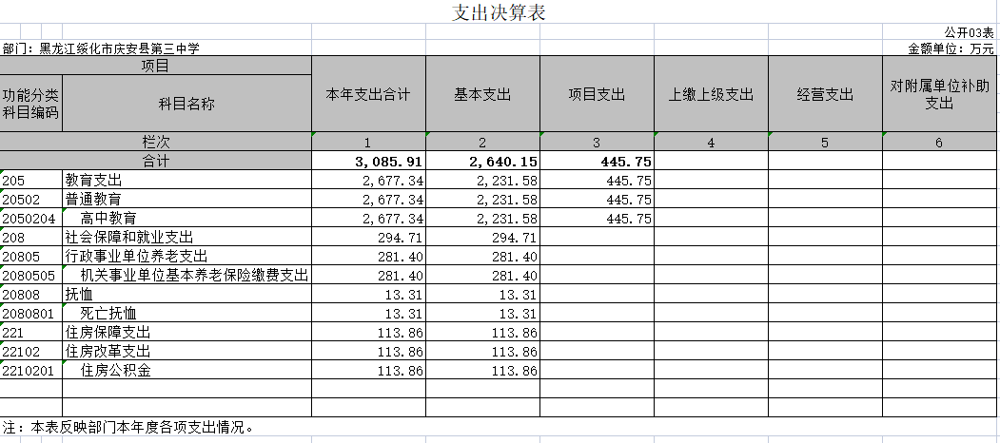 支出决算表
公开03表
部门：黑龙江绥化市庆安县第三中学 金额单位：万元
项目
功能分类科目编码 科目名称 本年支出合计 基本支出 项目支出 上缴上级支出 经营支出 对附属单位补助支出
栏次 1 2 3 4 5 6
合计 3,085.91 2,640.15 445.75
205 教育支出 2,677.34 2,231.58 445.75
20502 普通教育 2,677.34 2,231.58 445.75
2050204 高中教育 2,677.34 2,231.58 445.75
208 社会保障和就业支出 294.71 294.71
20805 行政事业单位养老支出 281.40 281.40
2080505 机关事业单位基本养老保险缴费支出 281.40 281.40
20808 抚恤 13.31 13.31
2080801 死亡抚恤 13.31 13.31
221 住房保障支出 113.86 113.86
22102 住房改革支出 113.86 113.86
2210201 住房公积金 113.86 113.86
注：本表反映部门本年度各项支出情况。